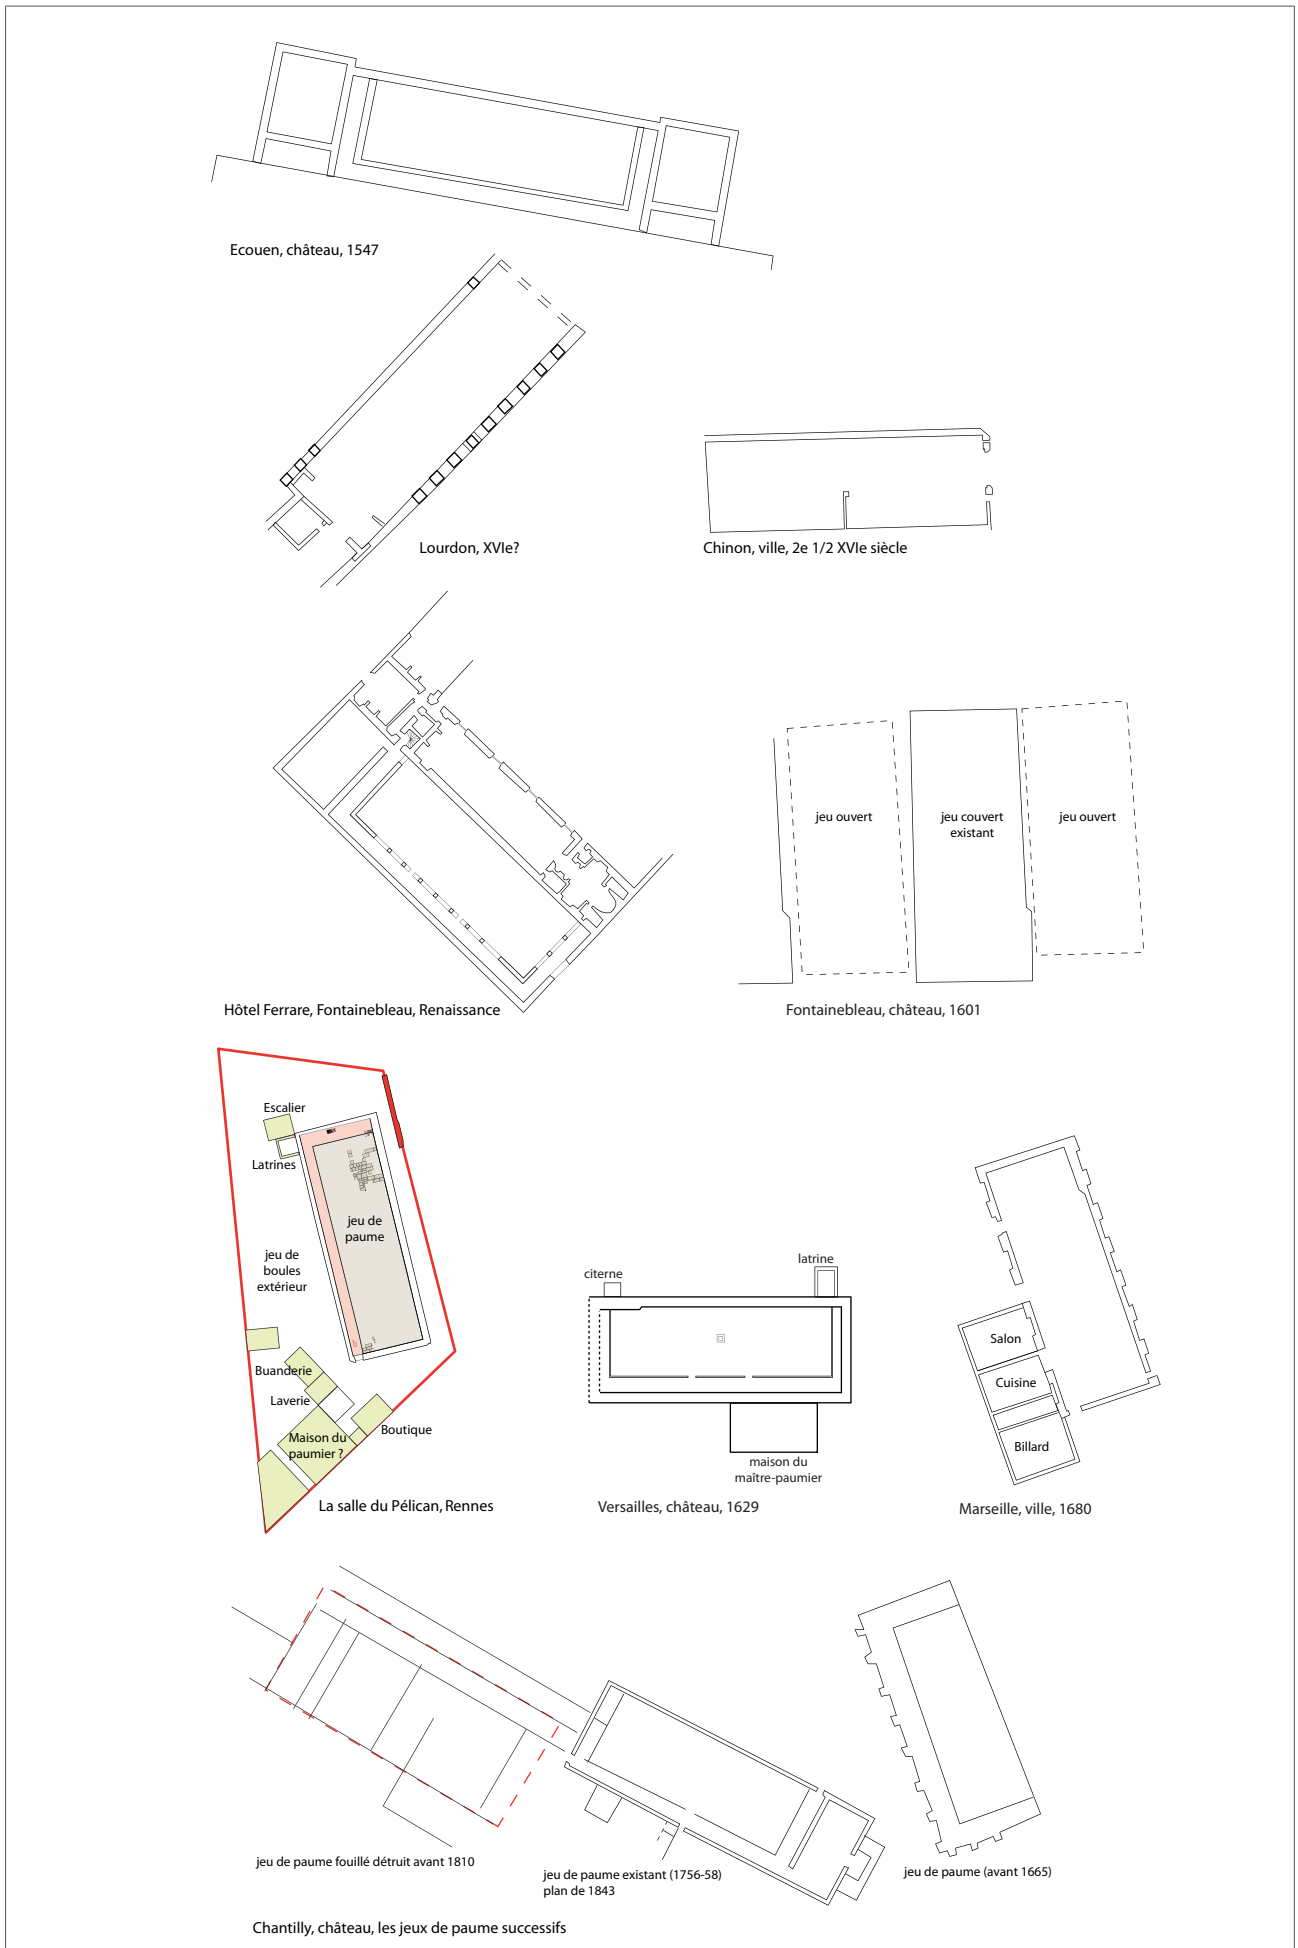 Ecouen, château, 1547
Lourdon, XVIe?
Chinon, ville, 2e 1/2 XVIe siècle
jeu ouvert
jeu couvert
existant
jeu ouvert
Hôtel Ferrare, Fontainebleau, Renaissance
Fontainebleau, château, 1601
Escalier
Latrines
jeu de
paume
jeu de
boules
extérieur
Buanderie
Laverie
Maison du
paumier ?
Boutique
La salle du Pélican, Rennes
citerne
latrine
maison du
maître-paumier
Versailles, château, 1629
Salon
Cuisine
Billard
Marseille, ville, 1680
jeu de paume fouillé détruit avant 1810
jeu de paume existant (1756-58)
plan de 1843
jeu de paume (avant 1665)
Chantilly, château, les jeux de paume successifs